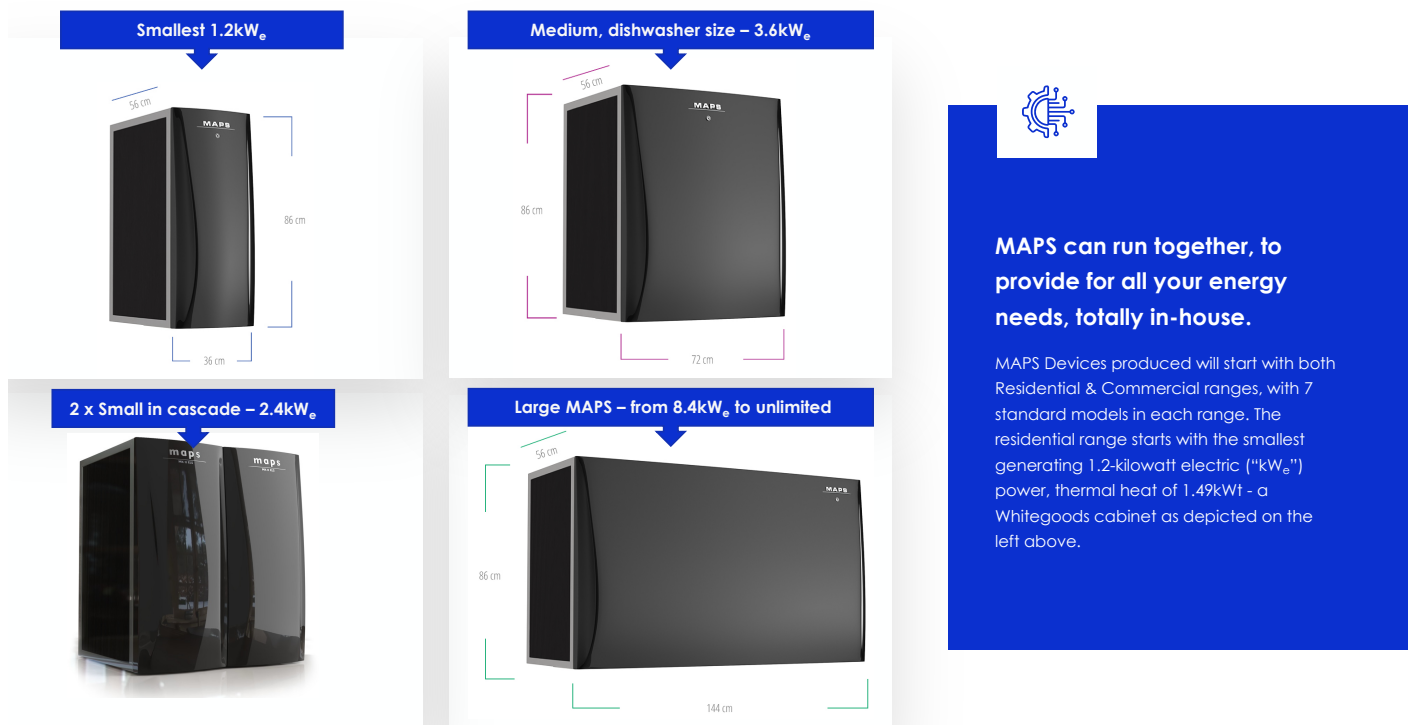 Smallest 1.2kWe
56 cm
MAPS
86 cm
36 cm
Medium, dishwasher size – 3.6kWe
56 cm
MAPS
86 cm
72 cm
2 x Small in cascade – 2.4kWe
maps
maps
Large MAPS – from 8.4kWe to unlimited
56 cm
MAPS
86 cm
144 cm
MAPS can run together, to
provide for all your energy
needs, totally in-house.
MAPS Devices produced will start with both
Residential & Commercial ranges, with 7
standard models in each range. The
residential range starts with the smallest
generating 1.2-kilowatt electric (“kWe”)
power, thermal heat of 1.49kWt - a
Whitegoods cabinet as depicted on the
left above.